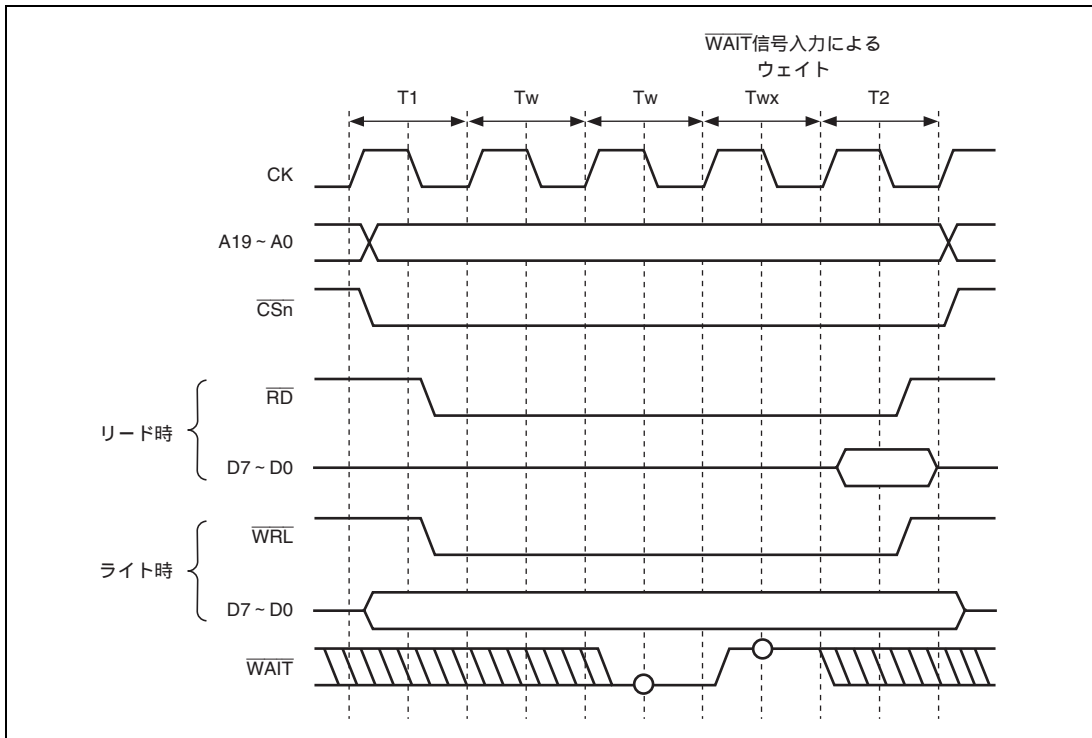 WAIT信号入力による
ウェイト
T1 Tw Tw Twx T2
CK
A19～A0
CSn
リード時
RD
D7～D0
ライト時
WRL
D7～D0
WAIT